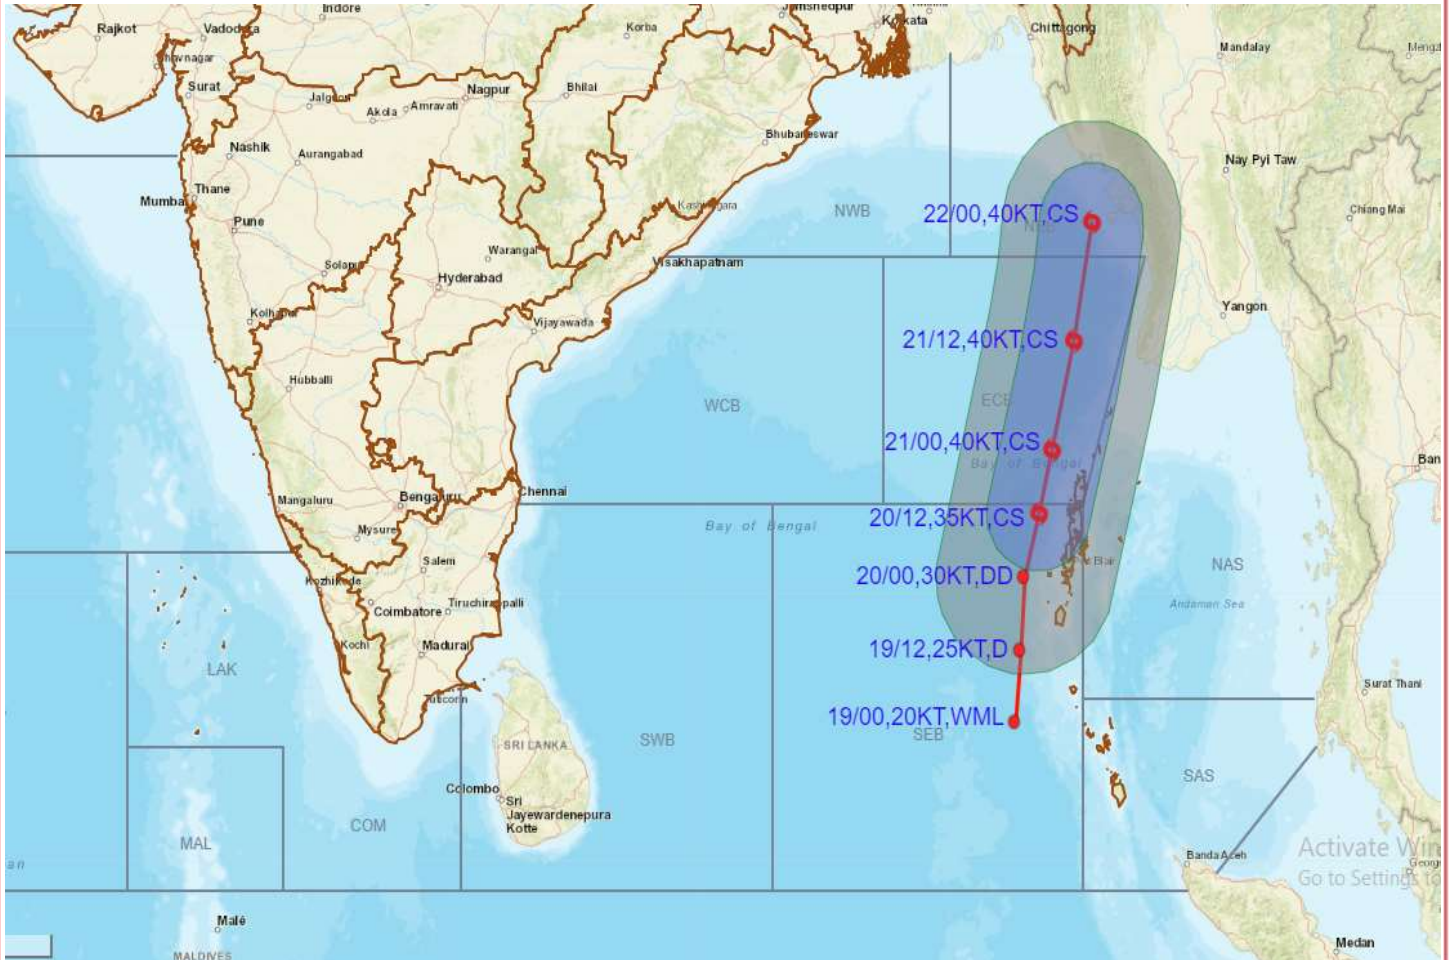 Indore
Jamshedpur
Kolkata
Rajkot
Vadodara
Korba
Chittagong
Mandalay
Bhavnagar
Surat
Jalgaon
Akola
Amravati
Nagpur
Bhilai
Bhubaneswar
Nashik
Aurangabad
Nay Pyi Taw
Thane
Mumbai
Pune
NWB
22/00,40KT,CS
Chiang Mai
Warangal
Solapur
Hyderabad
Visakhapatnam
Kolhapur
Vijayawada
Yangon
21/12,40KT,CS
Hubballi
WCB
ECB
21/00,40KT,CS
Bay of Bengal
Mangaluru
Bengaluru
Chennai
Bay of Bengal
20/12,35KT,CS
Mysuru
Salem
Blair
NAS
Kozhikode
20/00,30KT,DD
Coimbatore
Tiruchirappalli
Andaman Sea
Kochi
Madurai
19/12,25KT,D
LAK
Tuticorin
Surat Thani
19/00,20KT,WML
SEB
SWB
SRI LANKA
SAS
Colombo
Sri
Jayewardenepura
Kotte
COM
MAL
Banda Aceh
Activate Win
Go to Settings to
Malé
MALDIVES
Medan